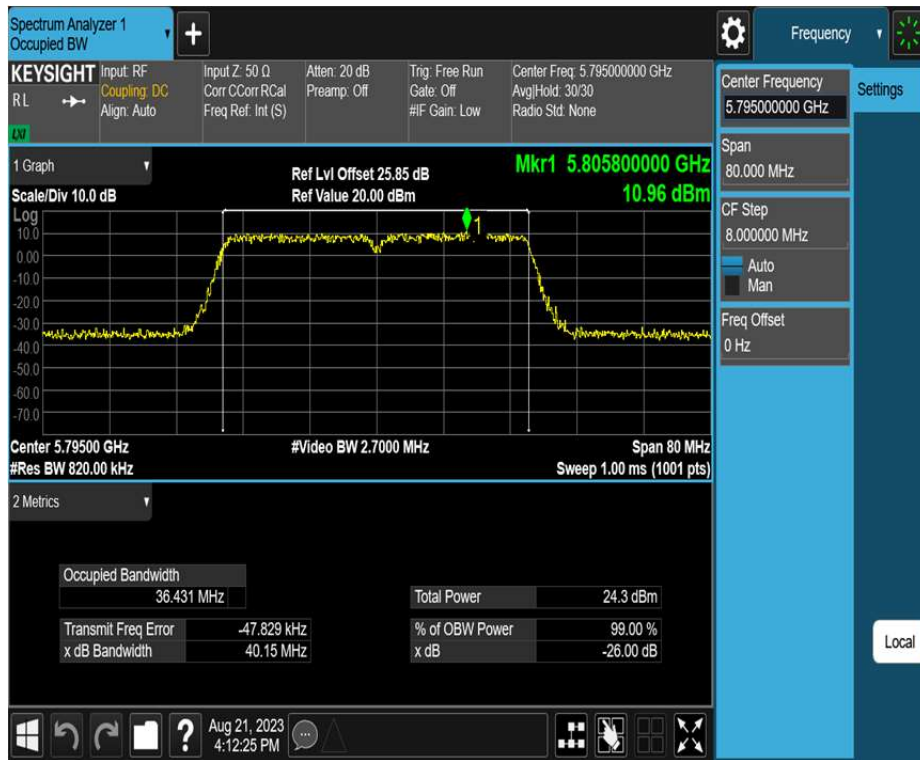 Spectrum Analyzer 1
Occupied BW
+
Frequency
KEYSIGHT
RL
LXI
Input: RF
Coupling: DC
Align: Auto
Input Z: 50 Ω
Corr CCorr RCal
Freq Ref: Int (S)
Atten: 20 dB
Preamp: Off
Trig: Free Run
Gate: Off
#IF Gain: Low
Center Freq: 5.795000000 GHz
Avg|Hold: 30/30
Radio Std: None
Center Frequency
5.795000000 GHz
Settings
Span
80.000 MHz
CF Step
8.000000 MHz
Auto
Man
Freq Offset
0 Hz
Local
1 Graph
Scale/Div 10.0 dB
Ref Lvl Offset 25.85 dB
Ref Value 20.00 dBm
Mkr1 5.805800000 GHz
10.96 dBm
Log
10.0
0.00
-10.0
-20.0
-30.0
-40.0
-50.0
-60.0
-70.0
1
Center 5.79500 GHz
#Video BW 2.7000 MHz
Span 80 MHz
#Res BW 820.00 kHz
Sweep 1.00 ms (1001 pts)
2 Metrics
Occupied Bandwidth
36.431 MHz
Total Power 24.3 dBm
Transmit Freq Error -47.829 kHz
% of OBW Power 99.00 %
x dB Bandwidth 40.15 MHz
x dB -26.00 dB
?
Aug 21, 2023
4:12:25 PM